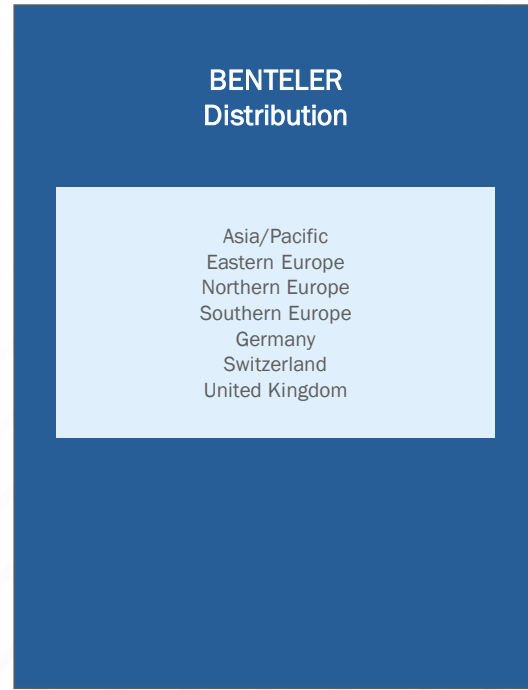 BENTELER
Distribution
Asia/Pacific
Eastern Europe
Northern Europe
Southern Europe
Germany
Switzerland
United Kingdom